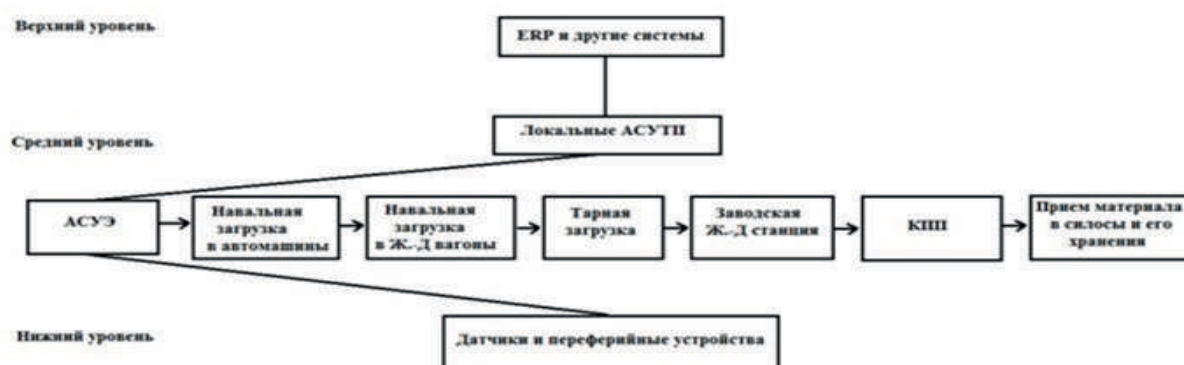 Верхний уровень
ERP и другие системы
Средний уровень
Локальные АСУТП
АСУЭ
Навальная
загрузка
в автомашины
Навальная
загрузка
в Ж.-Д вагоны
Тарная
загрузка
Заводская
Ж.-Д станция
КПП
Прием материала
в силосы и его
хранения
Нижний уровень
Датчики и переферийные устройства